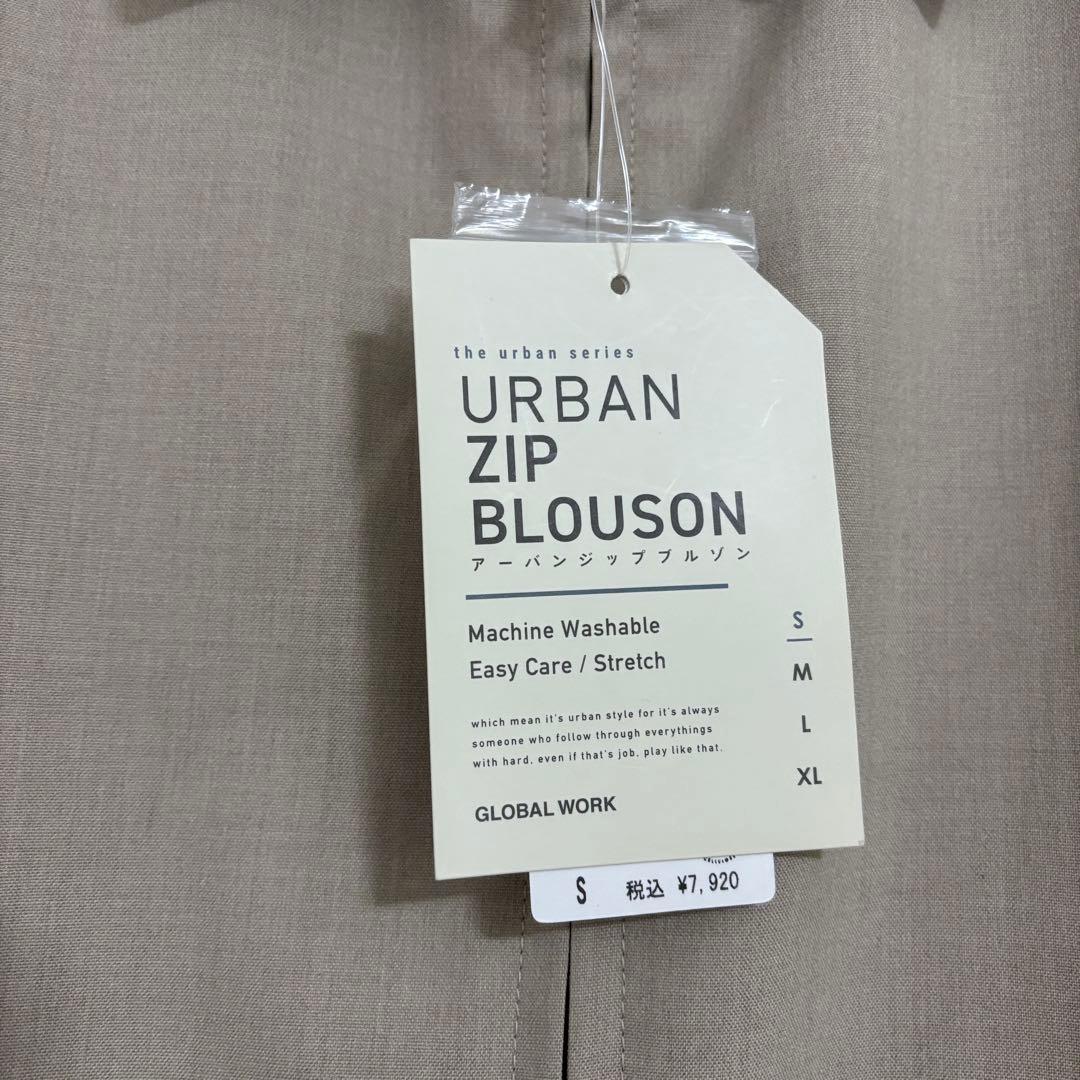 the urban series
URBAN
ZIP
BLOUSON
アーバンジップブルゾン
Machine Washable
Easy Care / Stretch
which mean it's urban style for it's always
someone who follow through everythings
with hard, even if that's job, play like that.
GLOBAL WORK
S
M
L
XL
S 税込 ¥7,920